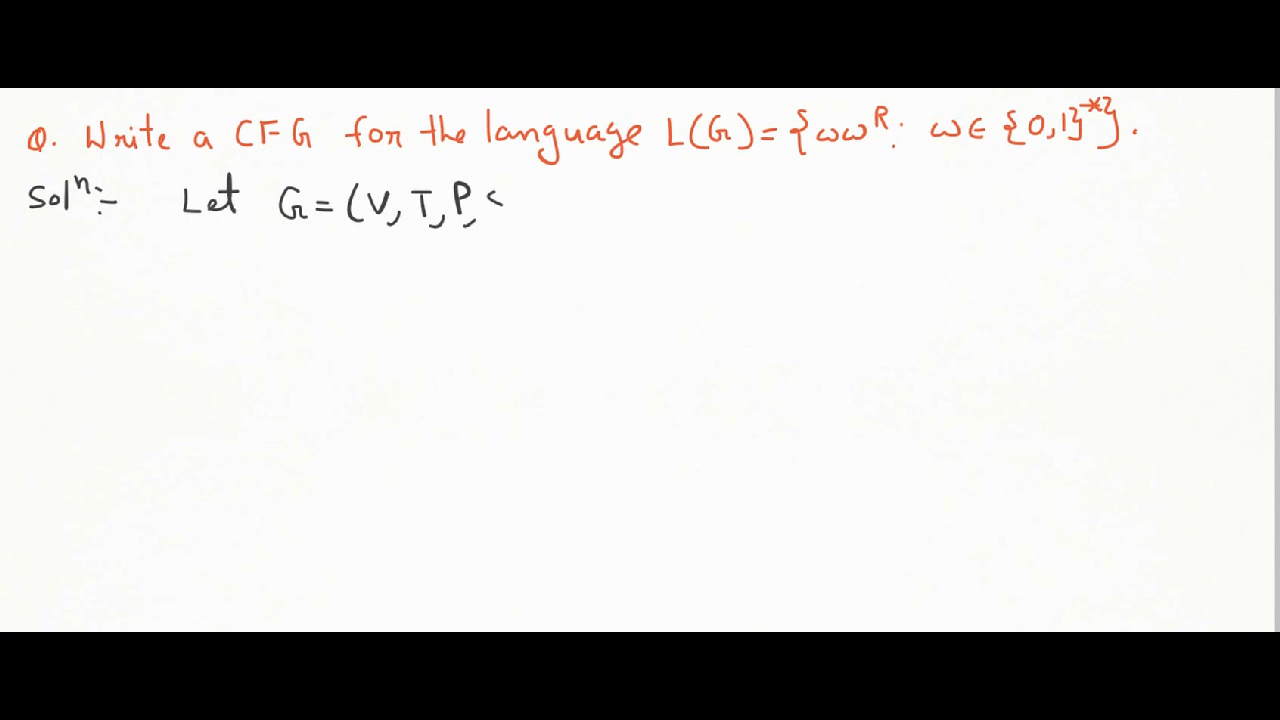 Q. Write a CFG for the language L(G) = {ωω^R : ω ∈ {0,1}^*}.
Sol^n :- Let G = (V, T, P,